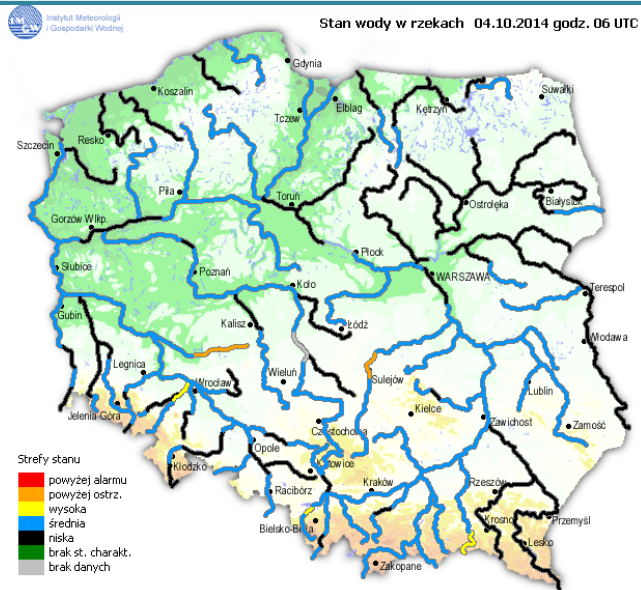 Instytut Meteorologii
i Gospodarki Wodnej
Stan wody w rzekach 04.10.2014 godz. 06 UTC
Gdynia
Koszalin
Suwałki
Tczew
Elbląg
Kętrzyn
Resko
Szczecin
Piła
Toruń
Ostrołęka
Białystok
Gorzów Wlkp.
Płock
Słubice
Poznań
WARSZAWA
Koło
Terespol
Gubin
Kalisz
Łódź
Włodawa
Legnica
Wieluń
Sulejów
Wrocław
Lublin
Jelenia Góra
Kielce
Zawichost
Zamość
Częstochowa
Opole
Kłodzko
Katowice
Kraków
Rzeszów
Racibórz
Bielsko-Biała
Krosno
Przemyśl
Lesko
Zakopane
Strefy stanu
powyżej alarmu
powyżej ostrz.
wysoka
średnia
niska
brak st. charakt.
brak danych